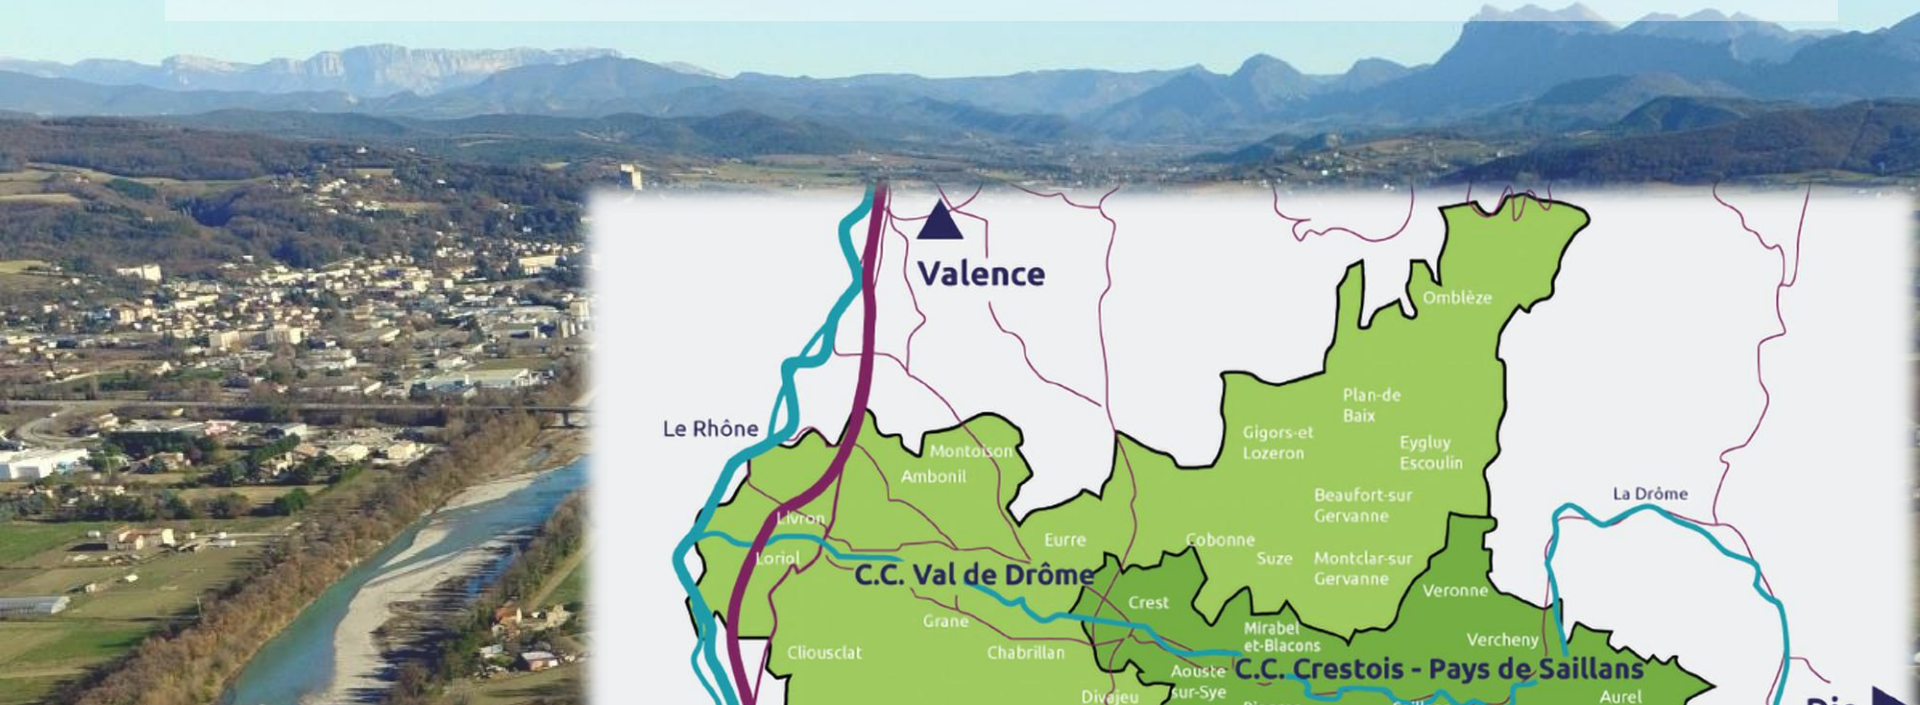 Valence
Omblèze
Plan-de
Baix
Le Rhône
Gigors-et
Lozeron
Eygluy
Escoulin
Montoison
Ambonil
La Drôme
Beaufort-sur
Gervanne
Livron
Eurre
Cobonne
Loriol
Suze
Montclar-sur
Gervanne
C.C. Val de Drôme
Veronne
Crest
Grane
Mirabel
et-Blacons
Vercheny
Cliousclat
Chabrillan
C.C. Crestois - Pays de Saillans
Aouste
sur-Sye
Divajeu
Aurel